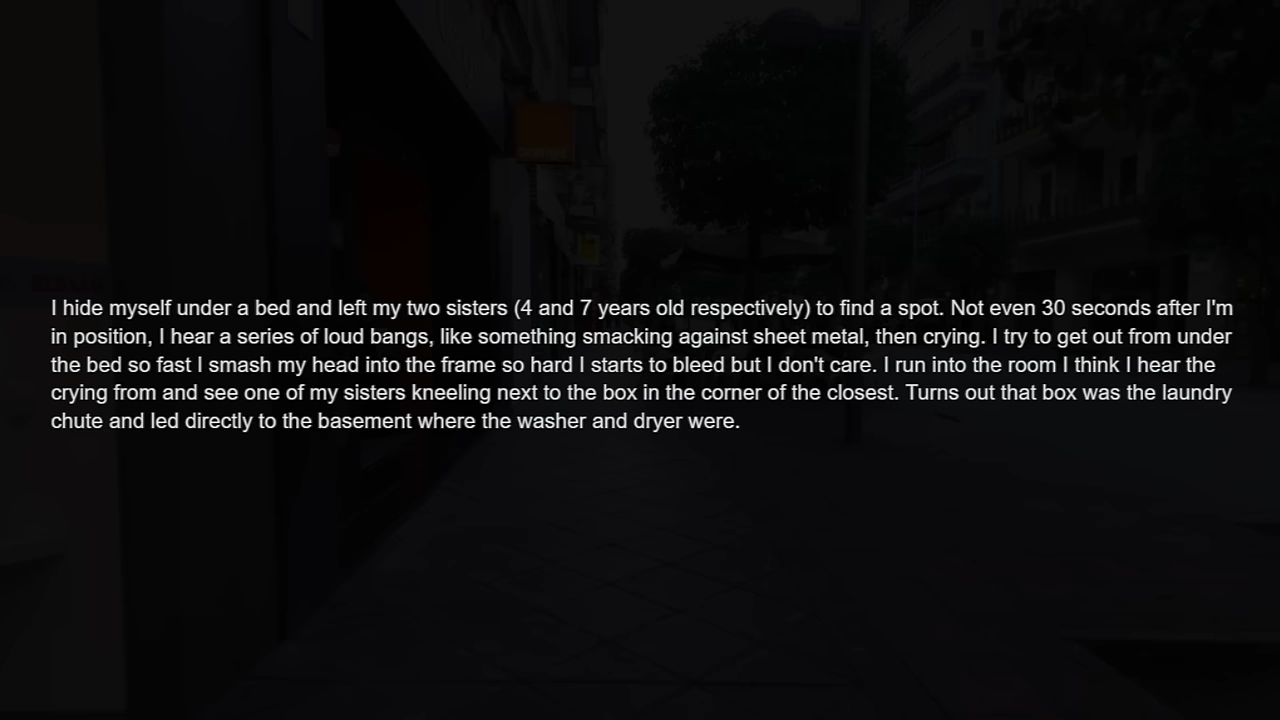 I hide myself under a bed and left my two sisters (4 and 7 years old respectively) to find a spot. Not even 30 seconds after I'm
in position, I hear a series of loud bangs, like something smacking against sheet metal, then crying. I try to get out from under
the bed so fast I smash my head into the frame so hard I starts to bleed but I don't care. I run into the room I think I hear the
crying from and see one of my sisters kneeling next to the box in the corner of the closest. Turns out that box was the laundry
chute and led directly to the basement where the washer and dryer were.